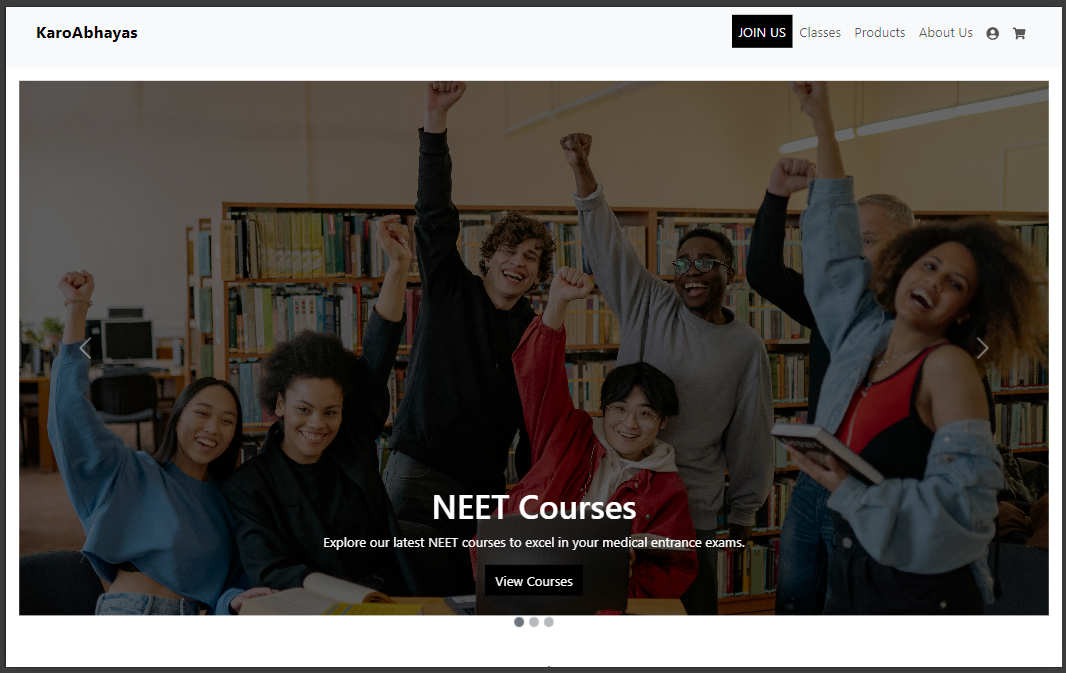 KaroAbhayas
JOIN US Classes Products About Us
NEET Courses
Explore our latest NEET courses to excel in your medical entrance exams.
View Courses